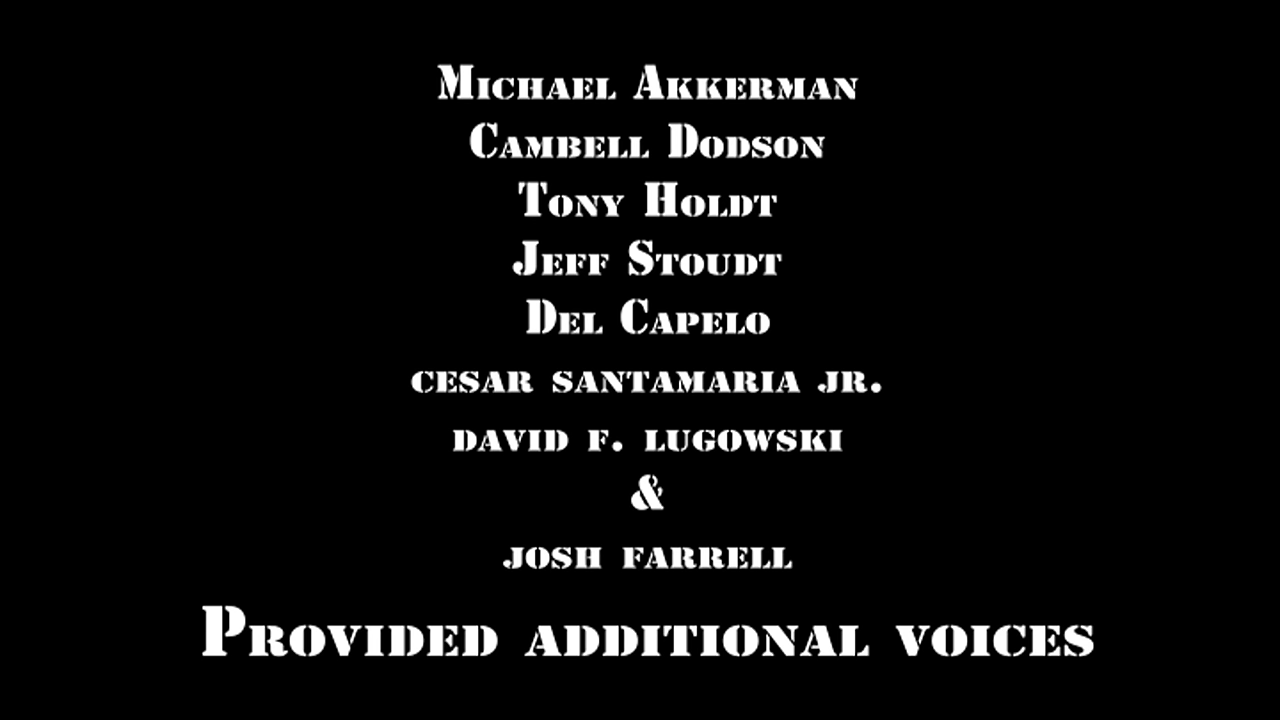 Michael Akkerman
Cambell Dodson
Tony Holdt
Jeff Stoudt
Del Capelo
cesar santamaria jr.
david f. lugowski
&
josh farrell
Provided additional voices